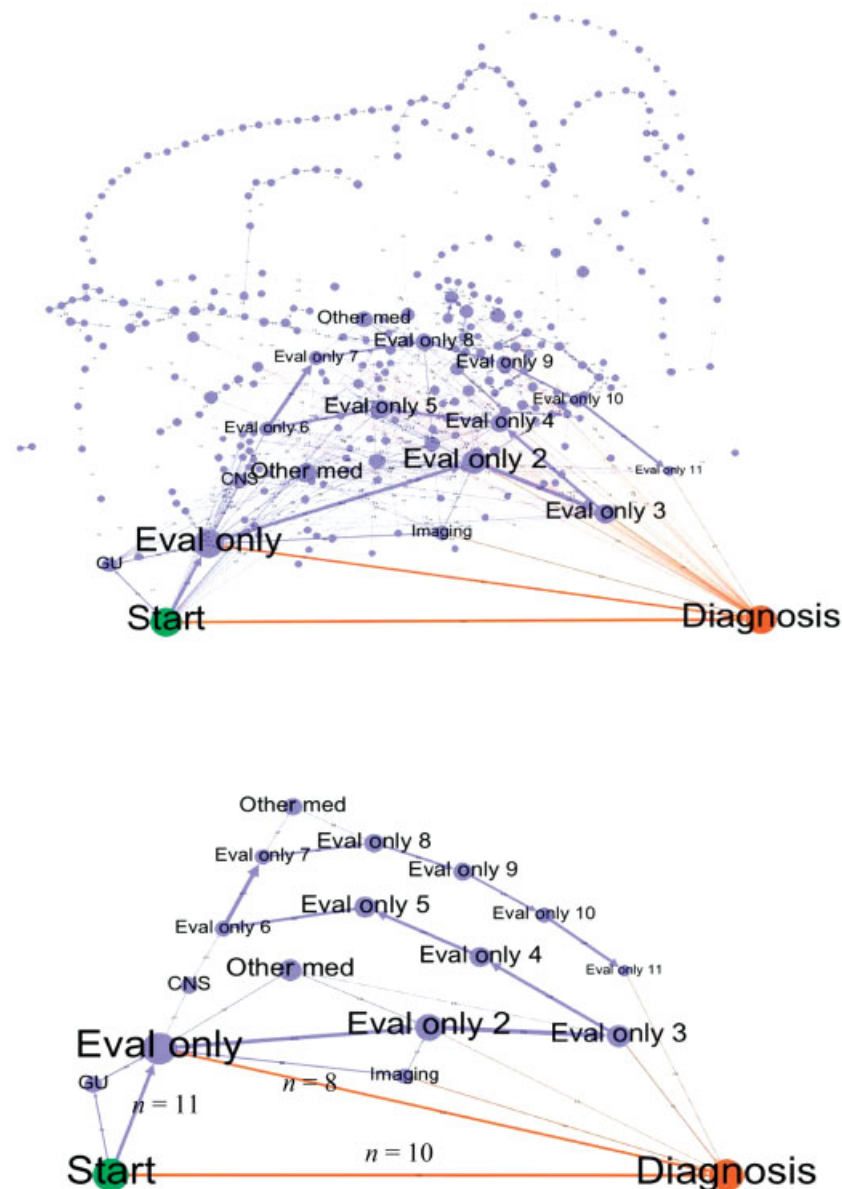 Other med
Eval only 8
Eval only 7
Eval only 9
Eval only 10
Eval only 5
Eval only 4
Eval only 6
Eval only 2
Other med
CNS
Eval only 11
Eval only 3
Imaging
Eval only
GU
Start
Diagnosis
Other med
Eval only 8
Eval only 7
Eval only 9
Eval only 5
Eval only 10
Eval only 6
Eval only 4
Other med
Eval only 11
CNS
Eval only 2
Eval only 3
Eval only
Imaging
GU
n = 8
n = 11
n = 10
Start
Diagnosis